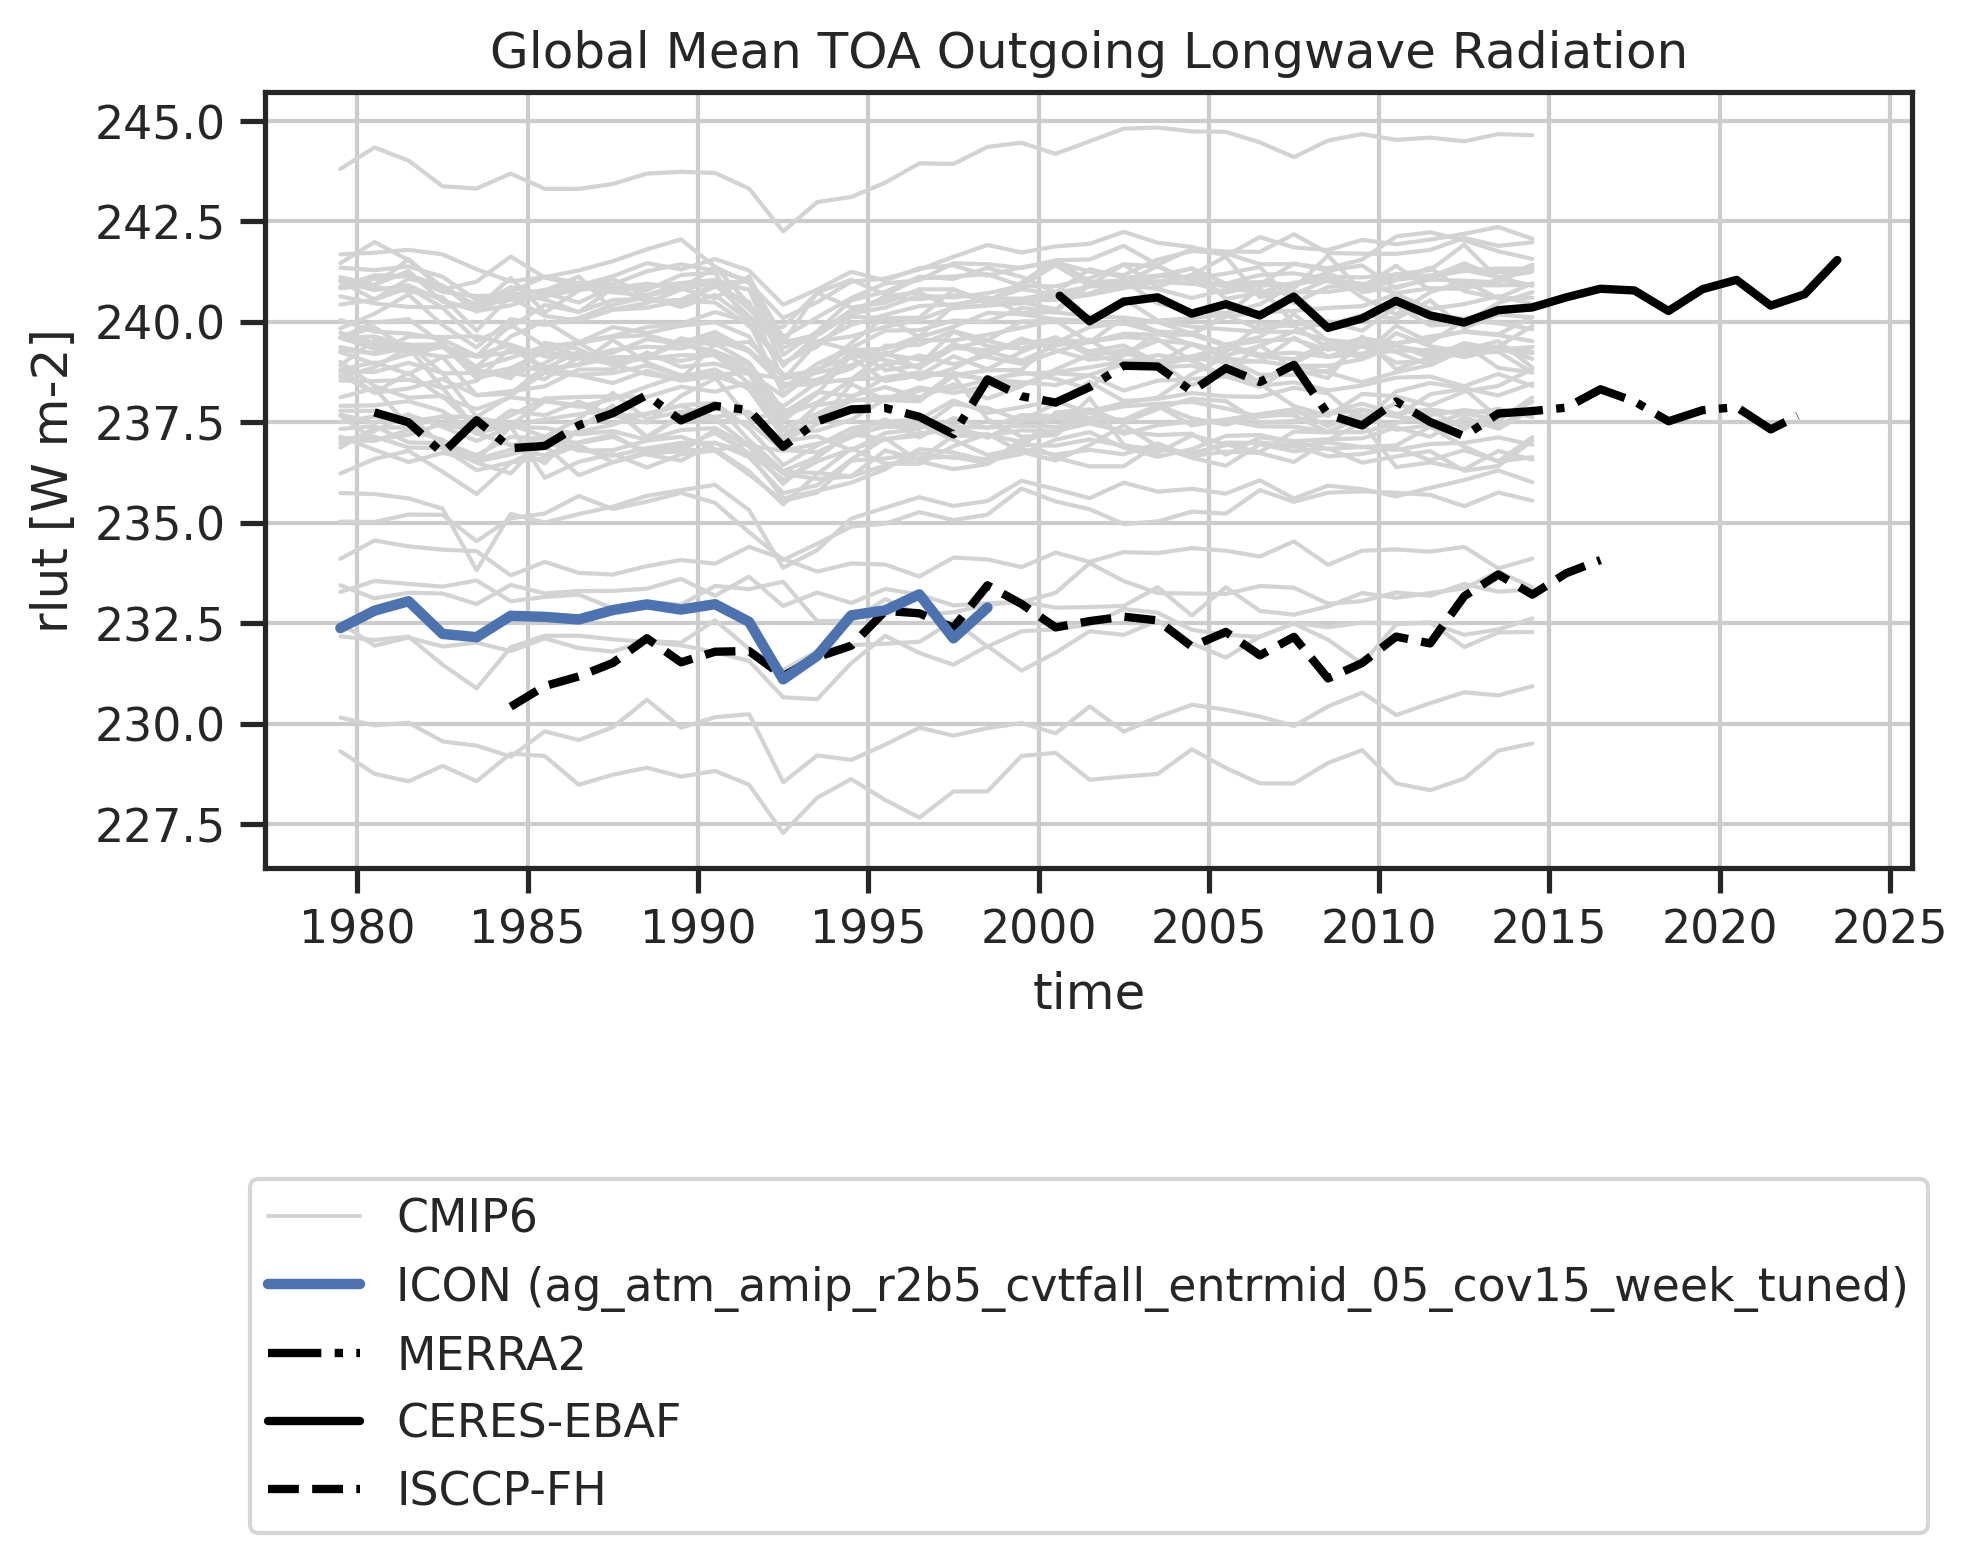 Global Mean TOA Outgoing Longwave Radiation
245.0
242.5
240.0
237.5
235.0
232.5
230.0
227.5
rlut [W m-2]
1980 1985 1990 1995 2000 2005 2010 2015 2020 2025
time
CMIP6
ICON (ag_atm_amip_r2b5_cvtfall_entrmid_05_cov15_week_tuned)
MERRA2
CERES-EBAF
ISCCP-FH